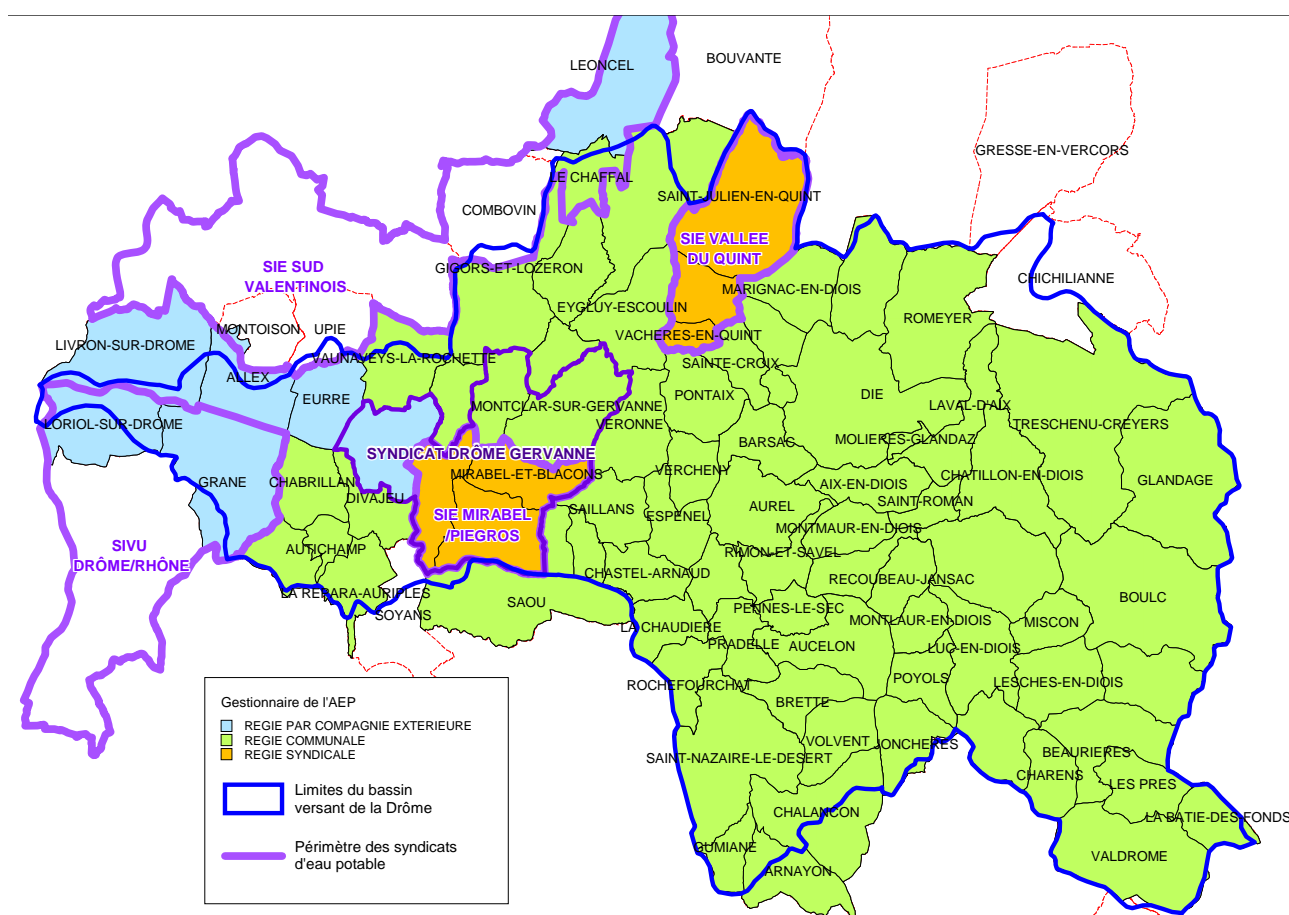 LEONCEL
BOUVANTE
GRESSE-EN-VERCORS
LE CHAFFAL
SAINT-JULIEN-EN-QUINT
COMBOVIN
SIE VALLEE
DU QUINT
SIE SUD
VALENTINOIS
GIGORS-ET-LOZERON
CHICHILIANNE
MARIGNAC-EN-DIOIS
EYGLUY-ESCOULIN
ROMEYER
MONTOISON
UPIE
VACHERES-EN-QUINT
LIVRON-SUR-DROME
VAUNAVEYS-LA-ROCHETTE
SAINTE-CROIX
ALLEX
EURRE
PONTAIX
DIE
LAVAL-D'AIX
MONTCLAR-SUR-GERVANNE
LORIOL-SUR-DROME
VERONNE
TRESCHENU-CREYERS
BARSAC
MOLIERES-GLANDAZ
SYNDICAT DRÔME GERVANNE
MIRABEL-ET-BLACONS
VERCHENY
CHATILLON-EN-DIOIS
GRANE
CHABRILLAN
AIX-EN-DIOIS
GLANDAGE
DIVAJEU
SAINT-ROMAN
AUREL
SAILLANS
ESPENEL
SIE MIRABEL
/PIEGROS
MONTMAUR-EN-DIOIS
SIVU
DRÔME/RHÔNE
AUTICHAMP
RIMON-ET-SAVEL
CHASTEL-ARNAUD
RECOUBEAU-JANSAC
LA REPARA-AURIPLES
SAOU
BOULC
PENNES-LE-SEC
SOYANS
MONTLAUR-EN-DIOIS
MISCON
LA CHAUDIERE
PRADELLE
AUCELON
LUC-EN-DIOIS
POYOLS
LESCHES-EN-DIOIS
ROCHEFOURCHAT
BRETTE
VOLVENT
JONCHERES
BEAURIERES
SAINT-NAZAIRE-LE-DESERT
CHARENS
LES PRES
CHALANCON
LA BATIE-DES-FONDS
GUMIANE
VALDROME
ARNAYON
Gestionnaire de l'AEP
REGIE PAR COMPAGNIE EXTERIEURE
REGIE COMMUNALE
REGIE SYNDICALE
Limites du bassin
versant de la Drôme
Périmètre des syndicats
d'eau potable